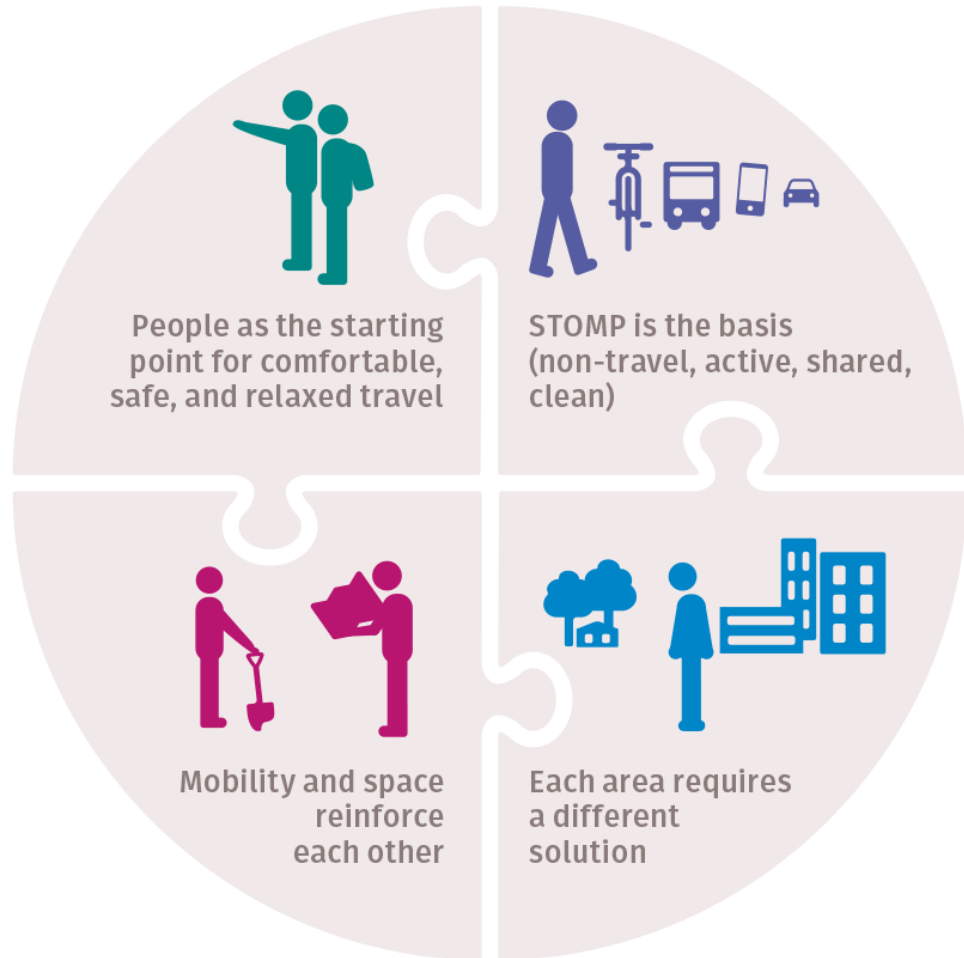 People as the starting
point for comfortable,
safe, and relaxed travel
STOMP is the basis
(non-travel, active, shared,
clean)
Mobility and space
reinforce
each other
Each area requires
a different
solution